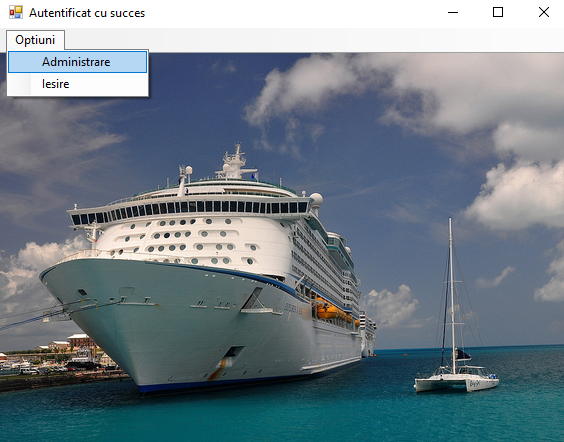 Autentificat cu succes
Optiuni
Administrare
Iesire